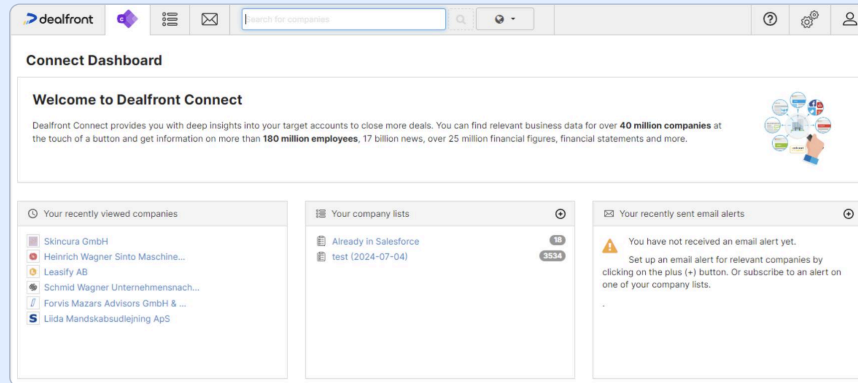 dealfront
Search for companies
Connect Dashboard
Welcome to Dealfront Connect
Dealfront Connect provides you with deep insights into your target accounts to close more deals. You can find relevant business data for over 40 million companies at
the touch of a button and get information on more than 180 million employees, 17 billion news, over 25 million financial figures, financial statements and more.
Your recently viewed companies
Skincura GmbH
Heinrich Wagner Sinto Maschine...
Leasify AB
Schmid Wagner Unternehmensnach...
Forvis Mazars Advisors GmbH & ...
Liida Mandskabsudlejning ApS
Your company lists
Already in Salesforce 18
test (2024-07-04) 3534
Your recently sent email alerts
You have not received an email alert yet.
Set up an email alert for relevant companies by
clicking on the plus (+) button. Or subscribe to an alert on
one of your company lists.
.